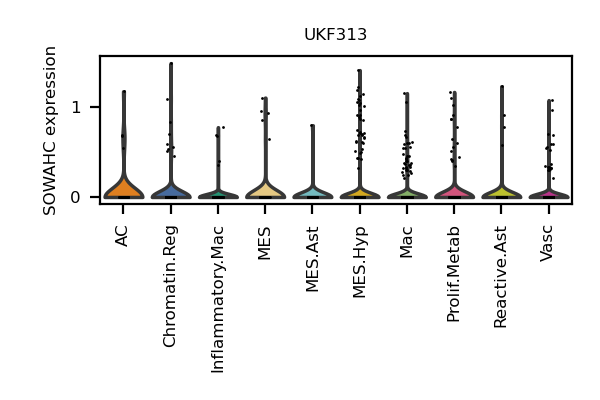 UKF313
SOWAHC expression
1
0
AC
Chromatin.Reg
Inflammatory.Mac
MES
MES.Ast
MES.Hyp
Mac
Prolif.Metab
Reactive.Ast
Vasc